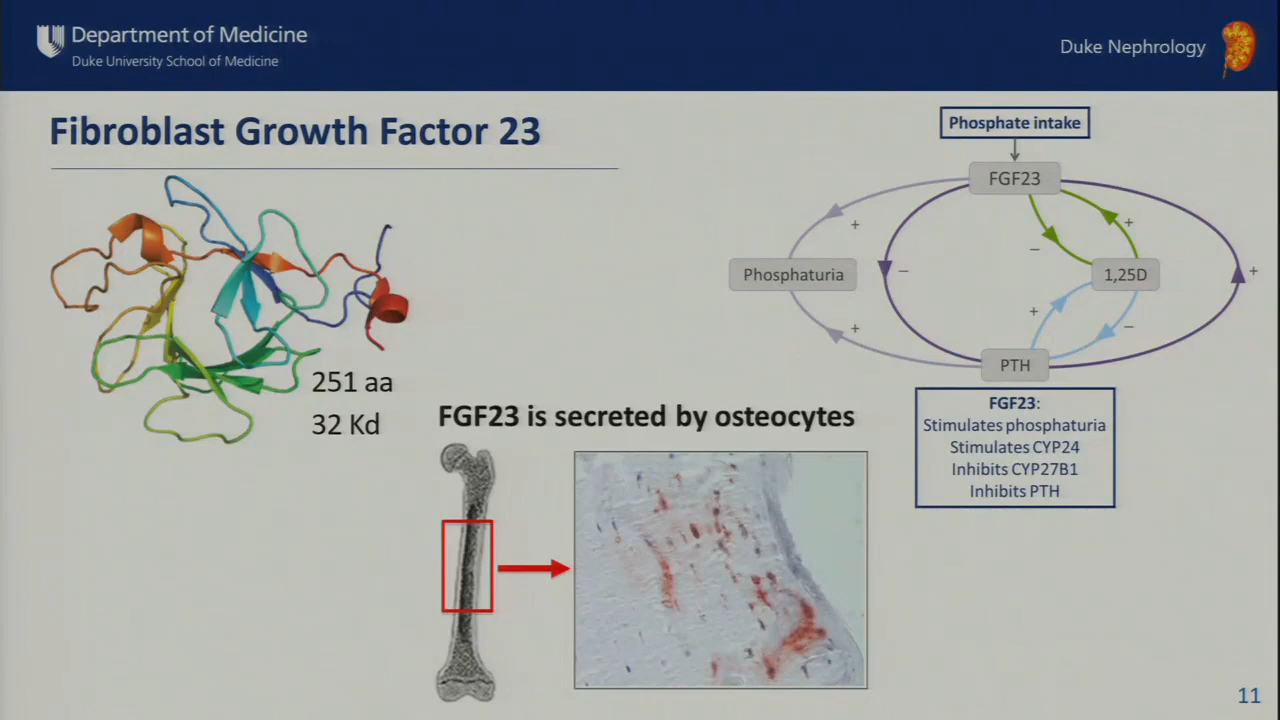 Department of Medicine
Duke University School of Medicine
Duke Nephrology
Fibroblast Growth Factor 23
251 aa
32 Kd
FGF23 is secreted by osteocytes
Phosphate intake
FGF23
+
−
+
−
+
Phosphaturia
1,25D
+
+
−
PTH
FGF23:
Stimulates phosphaturia
Stimulates CYP24
Inhibits CYP27B1
Inhibits PTH
11